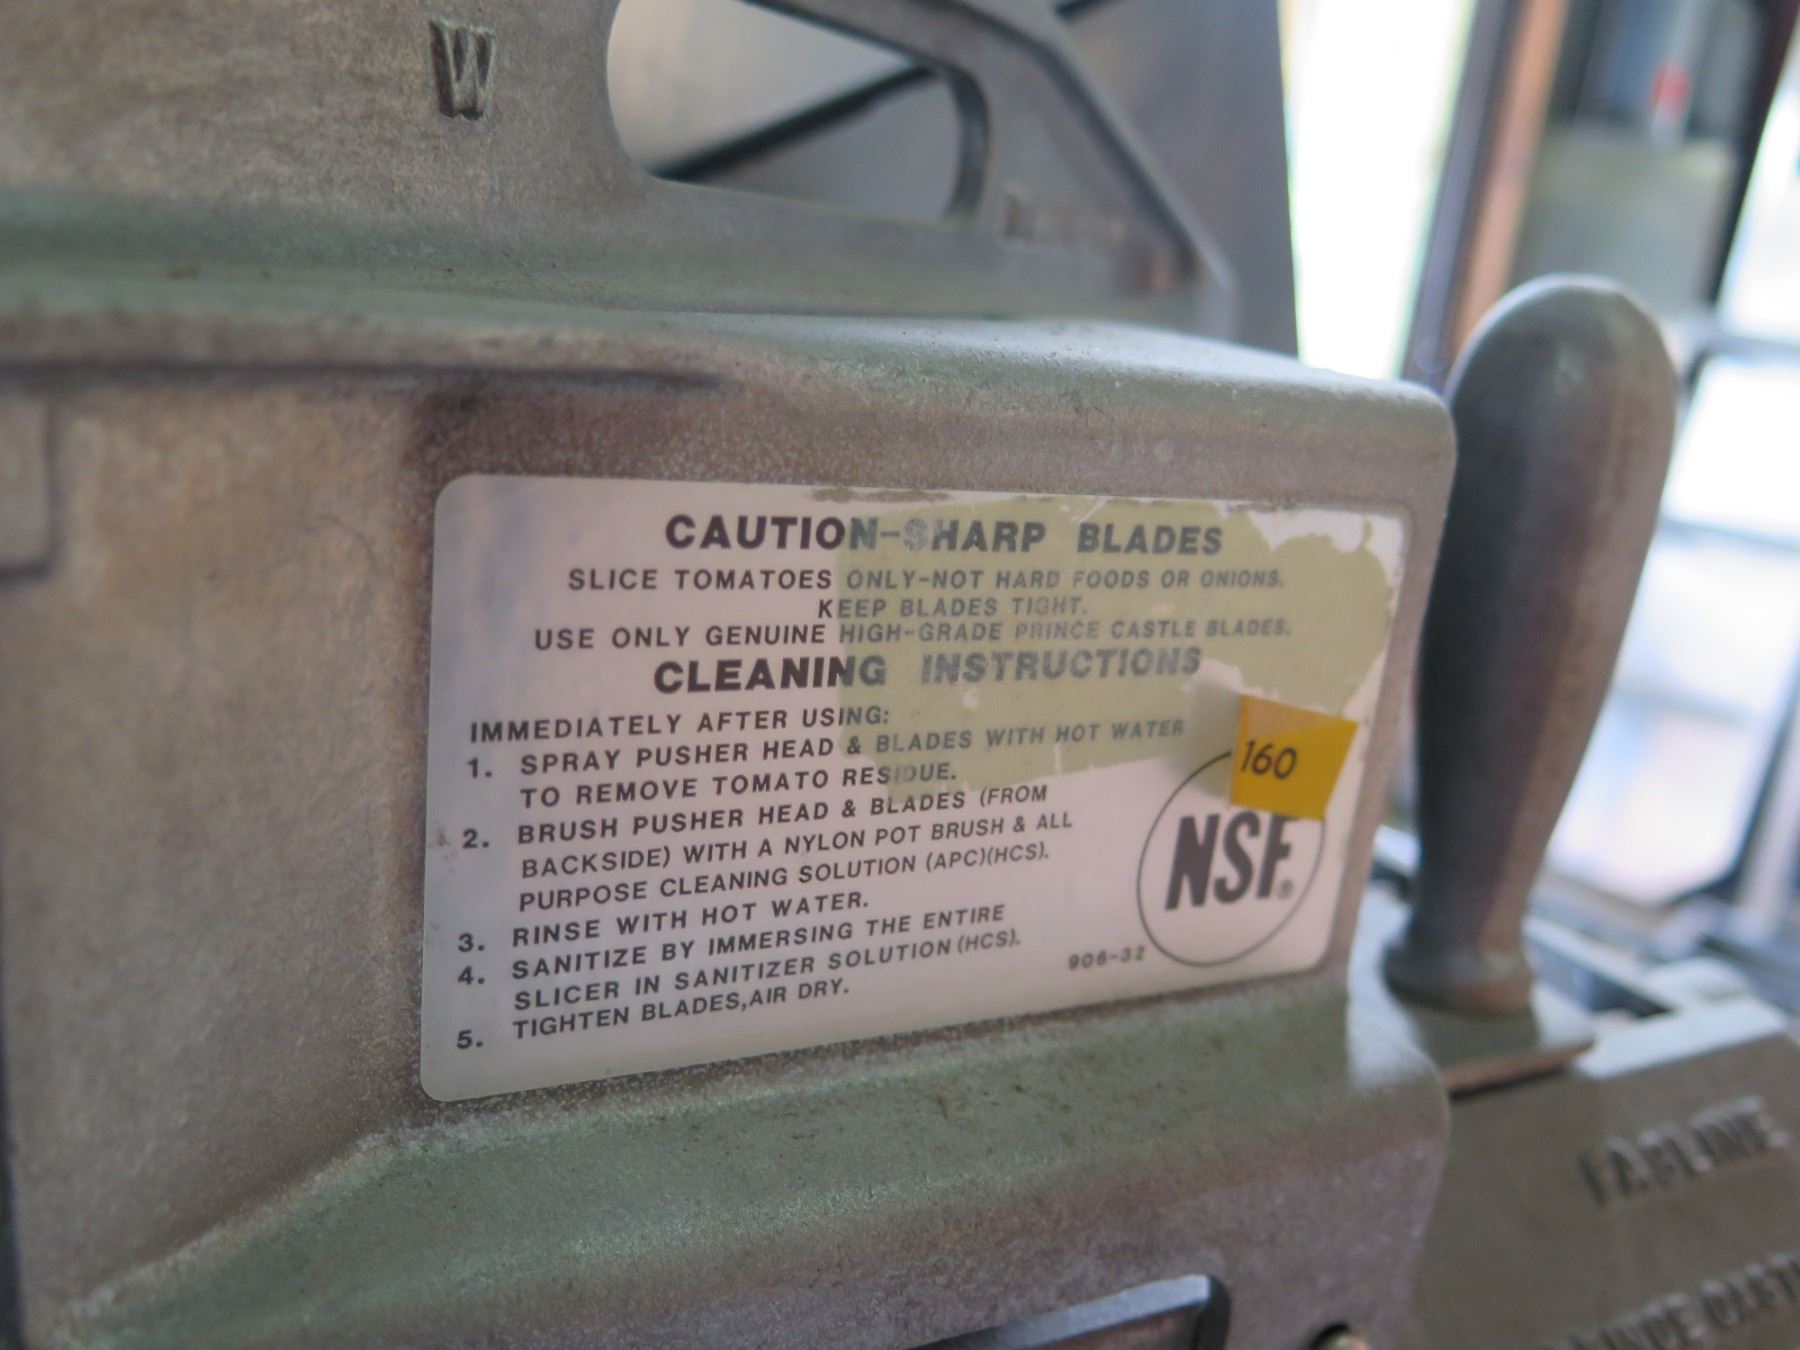 W
CAUTION-SHARP BLADES
SLICE TOMATOES ONLY-NOT HARD FOODS OR ONIONS.
KEEP BLADES TIGHT.
USE ONLY GENUINE HIGH-GRADE PRINCE CASTLE BLADES.
CLEANING INSTRUCTIONS
IMMEDIATELY AFTER USING:
1. SPRAY PUSHER HEAD & BLADES WITH HOT WATER
TO REMOVE TOMATO RESIDUE.
2. BRUSH PUSHER HEAD & BLADES (FROM
BACKSIDE) WITH A NYLON POT BRUSH & ALL
PURPOSE CLEANING SOLUTION (APC)(HCS).
3. RINSE WITH HOT WATER.
4. SANITIZE BY IMMERSING THE ENTIRE
SLICER IN SANITIZER SOLUTION (HCS).
5. TIGHTEN BLADES,AIR DRY.
160
NSF®
906-32